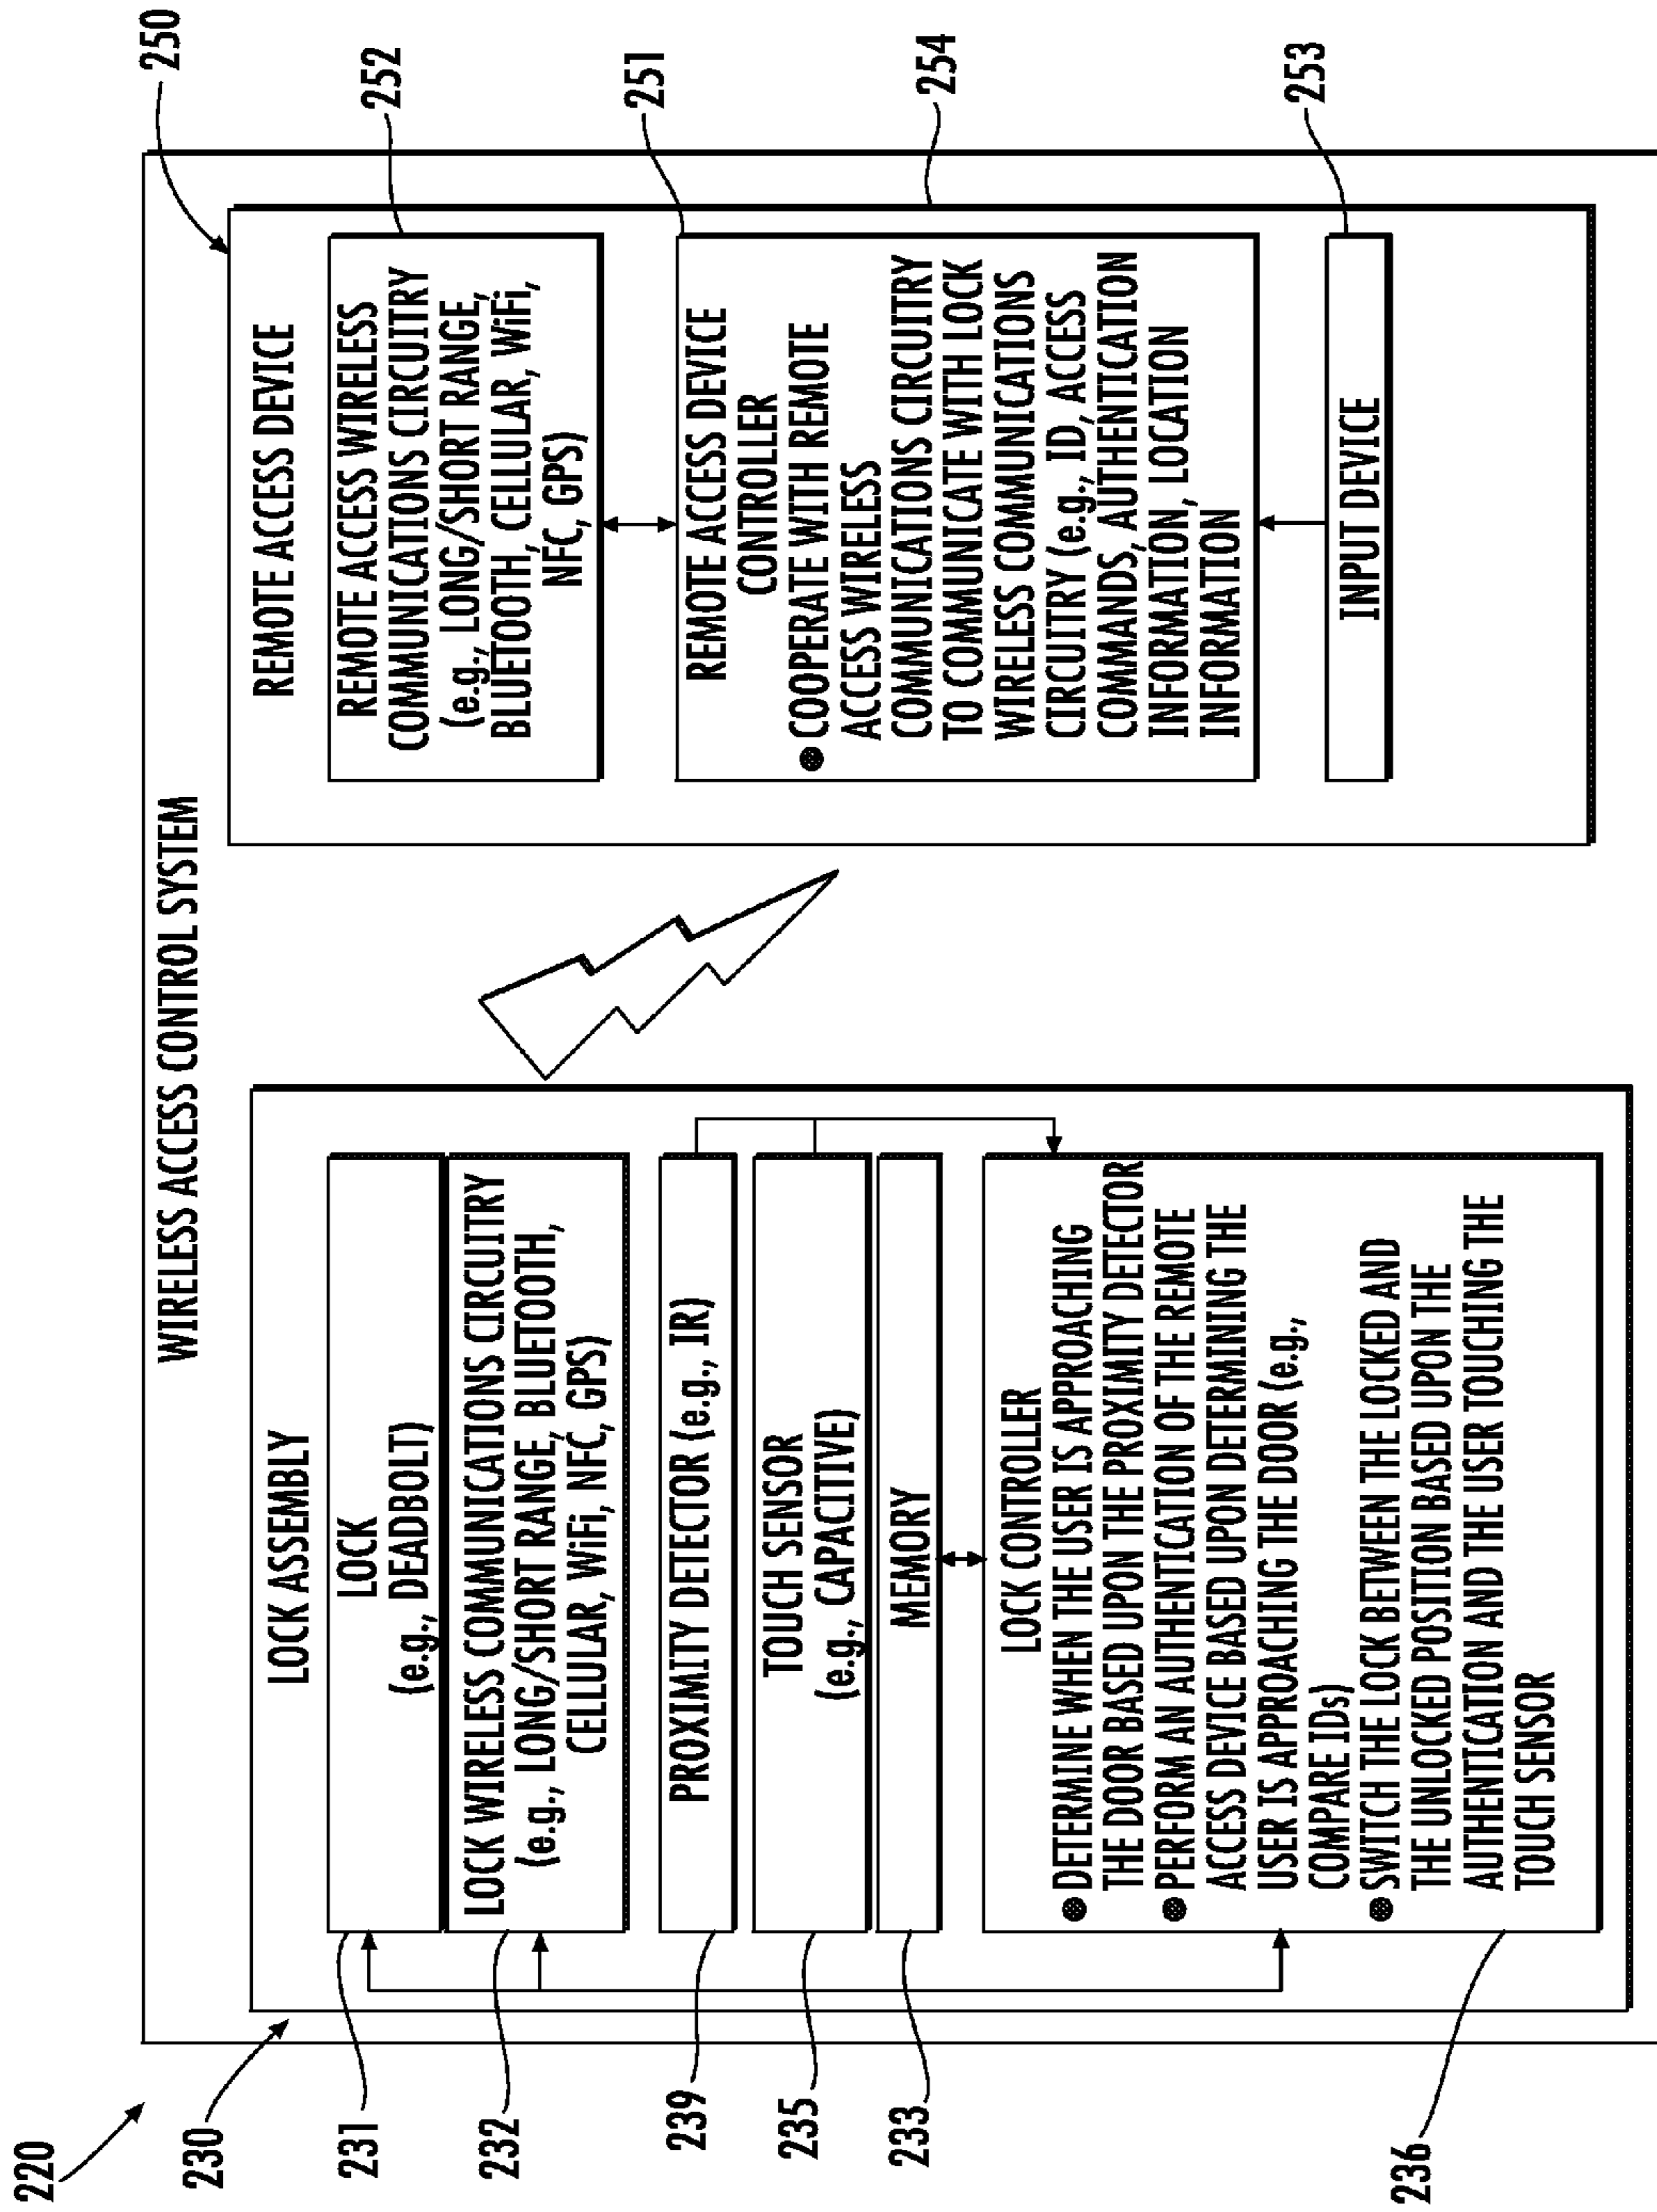 220
WIRELESS ACCESS CONTROL SYSTEM
230
LOCK ASSEMBLY
231
LOCK
(e.g., DEADBOLT)
232
LOCK WIRELESS COMMUNICATIONS CIRCUITRY
(e.g., LONG/SHORT RANGE, BLUETOOTH,
CELLULAR, WiFi, NFC, GPS)
239
PROXIMITY DETECTOR (e.g., IR)
235
TOUCH SENSOR
(e.g., CAPACITIVE)
233
MEMORY
236
LOCK CONTROLLER
● DETERMINE WHEN THE USER IS APPROACHING
THE DOOR BASED UPON THE PROXIMITY DETECTOR
● PERFORM AN AUTHENTICATION OF THE REMOTE
ACCESS DEVICE BASED UPON DETERMINING THE
USER IS APPROACHING THE DOOR (e.g.,
COMPARE IDs)
● SWITCH THE LOCK BETWEEN THE LOCKED AND
THE UNLOCKED POSITION BASED UPON THE
AUTHENTICATION AND THE USER TOUCHING THE
TOUCH SENSOR
250
REMOTE ACCESS DEVICE
252
REMOTE ACCESS WIRELESS
COMMUNICATIONS CIRCUITRY
(e.g., LONG/SHORT RANGE,
BLUETOOTH, CELLULAR, WiFi,
NFC, GPS)
251
REMOTE ACCESS DEVICE
CONTROLLER
● COOPERATE WITH REMOTE
ACCESS WIRELESS
COMMUNICATIONS CIRCUITRY
TO COMMUNICATE WITH LOCK
WIRELESS COMMUNICATIONS
CIRCUITRY (e.g., ID, ACCESS
COMMANDS, AUTHENTICATION
INFORMATION, LOCATION
INFORMATION
254
253
INPUT DEVICE